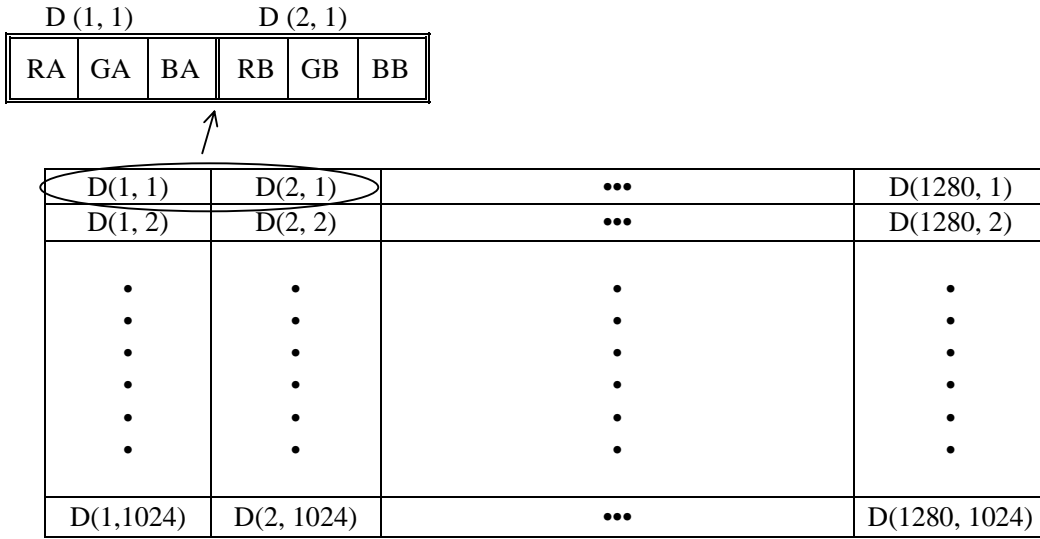 D (1, 1) D (2, 1)
RA GA BA RB GB BB
D(1, 1) D(2, 1) ••• D(1280, 1)
D(1, 2) D(2, 2) ••• D(1280, 2)
• • • •
• • • •
• • • •
• • • •
• • • •
• • • •
D(1,1024) D(2, 1024) ••• D(1280, 1024)